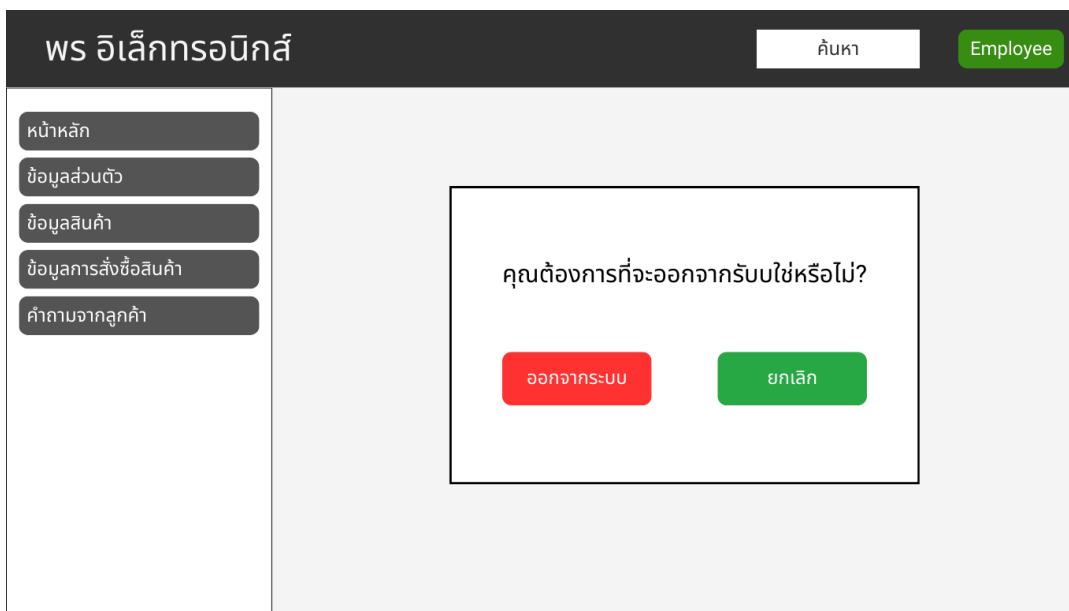 พร อิเล็กทรอนิกส์
ค้นหา
Employee
หน้าหลัก
ข้อมูลส่วนตัว
ข้อมูลสินค้า
ข้อมูลการสั่งซื้อสินค้า
คำถามจากลูกค้า
คุณต้องการที่จะออกจากรับบใช่หรือไม่?
ออกจากระบบ
ยกเลิก